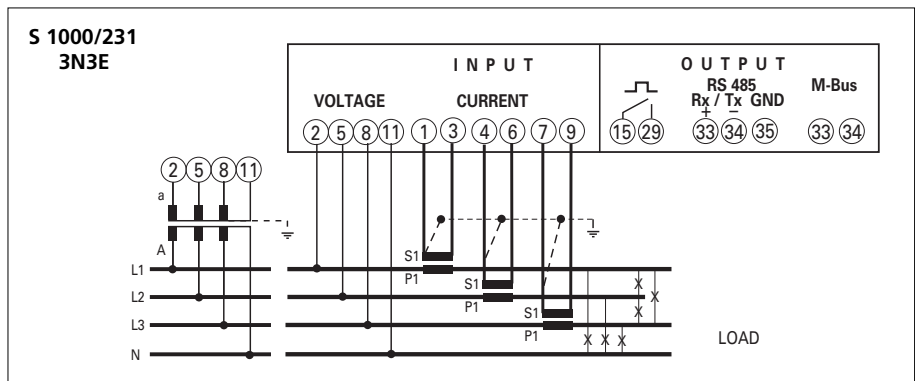 S 1000/231
3N3E
INPUT
OUTPUT
VOLTAGE
CURRENT
RS 485
Rx / Tx GND
+ −
M-Bus
2 5 8 11 1 3 4 6 7 9
15 29 33 34 35 33 34
2 5 8 11
a
A
S1
P1
S1
P1
S1
P1
L1
L2
L3
N
X
X
X
X X X
LOAD